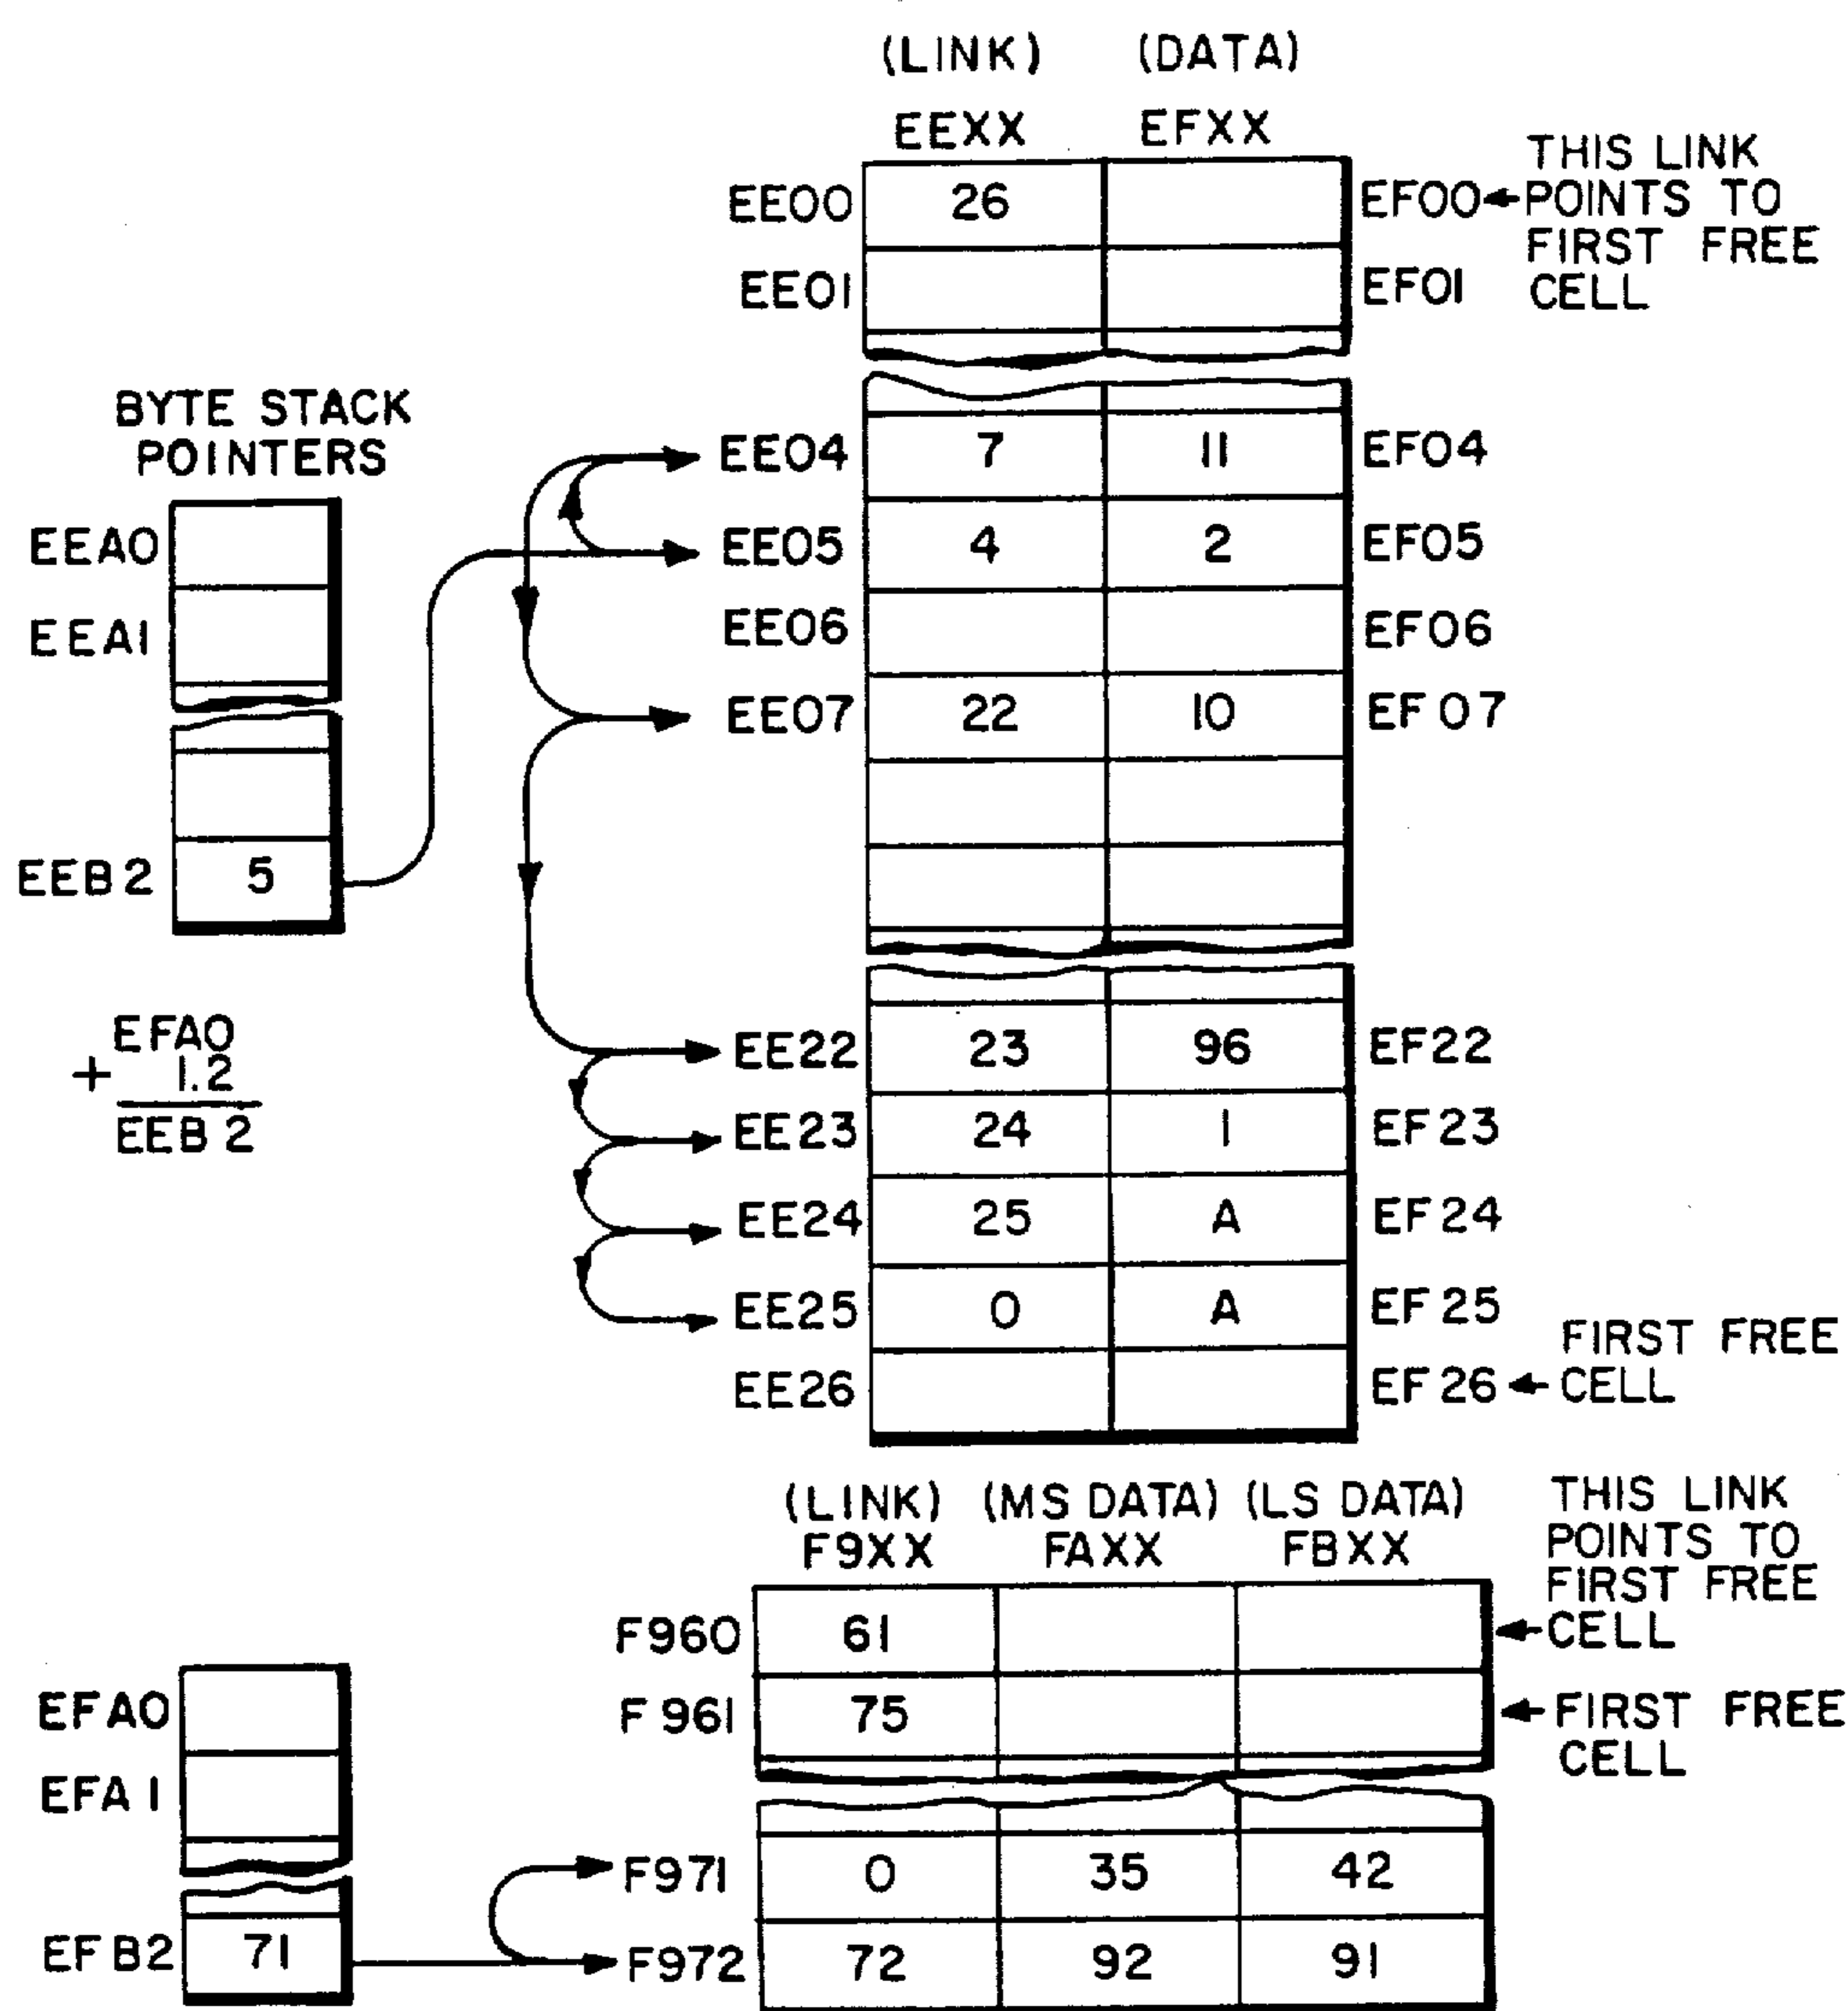 (LINK) (DATA)
EEXX EFXX
EE00 26 EF00
THIS LINK
POINTS TO
FIRST FREE
CELL
EE01 EF01
BYTE STACK
POINTERS
EEA0
EEA1
EEB2 5
EE04 7 11 EF04
EE05 4 2 EF05
EE06 EF06
EE07 22 10 EF07
EFA0
+ 1.2
EEB2
EE22 23 96 EF22
EE23 24 1 EF23
EE24 25 A EF24
EE25 0 A EF25
EE26 EF26
FIRST FREE
CELL
(LINK) (MS DATA) (LS DATA)
F9XX FAXX FBXX
THIS LINK
POINTS TO
FIRST FREE
CELL
F960 61
F961 75
FIRST FREE
CELL
EFA0
EFA1
EFB2 71
F971 0 35 42
F972 72 92 91